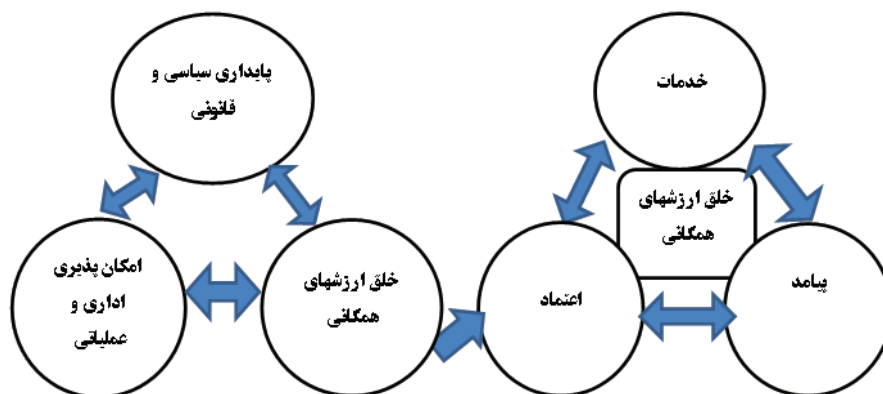 پایداری سیاسی و
قانونی
خدمات
خلق ارزشهای
همگانی
امکان پذیری
اداری و
عملیاتی
خلق ارزشهای
همگانی
اعتماد
پیامد